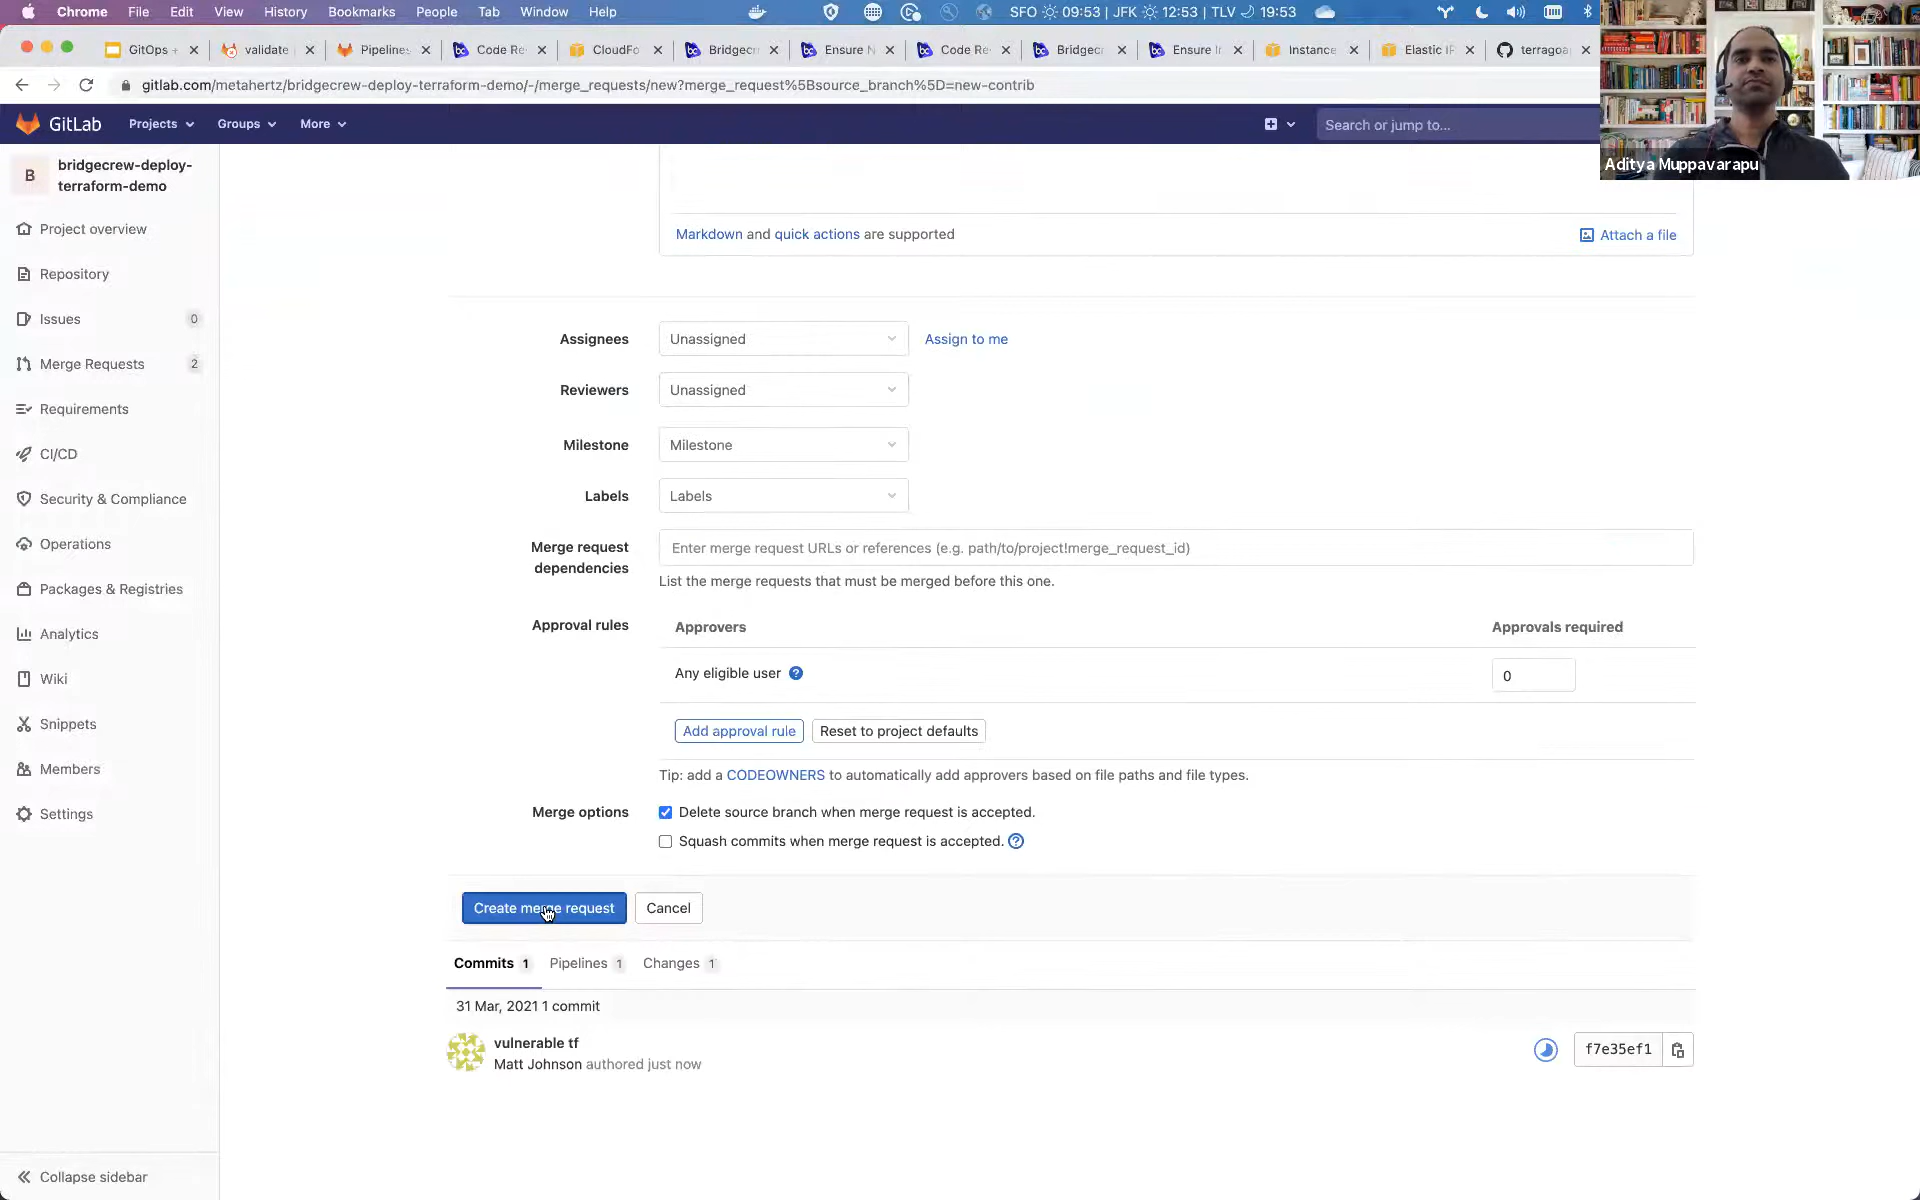 Chrome File Edit View History Bookmarks People Tab Window Help
SFO 09:53 | JFK 12:53 | TLV 19:53
GitOps +
validate
Pipelines
Code Re
CloudFo
Bridgecr
Ensure N
Code Re
Bridgecr
Ensure Ir
Instance
Elastic IP
terragoa
gitlab.com/metahertz/bridgecrew-deploy-terraform-demo/-/merge_requests/new?merge_request%5Bsource_branch%5D=new-contrib
GitLab Projects Groups More
Search or jump to...
Aditya Muppavarapu
B
bridgecrew-deploy-
terraform-demo
Project overview
Repository
Issues 0
Merge Requests 2
Requirements
CI/CD
Security & Compliance
Operations
Packages & Registries
Analytics
Wiki
Snippets
Members
Settings
Collapse sidebar
Markdown and quick actions are supported
Attach a file
Assignees Unassigned Assign to me
Reviewers Unassigned
Milestone Milestone
Labels Labels
Merge request
dependencies
Enter merge request URLs or references (e.g. path/to/project!merge_request_id)
List the merge requests that must be merged before this one.
Approval rules Approvers Approvals required
Any eligible user ? 0
Add approval rule Reset to project defaults
Tip: add a CODEOWNERS to automatically add approvers based on file paths and file types.
Merge options Delete source branch when merge request is accepted.
Squash commits when merge request is accepted. ?
Create merge request Cancel
Commits 1 Pipelines 1 Changes 1
31 Mar, 2021 1 commit
vulnerable tf
Matt Johnson authored just now
f7e35ef1